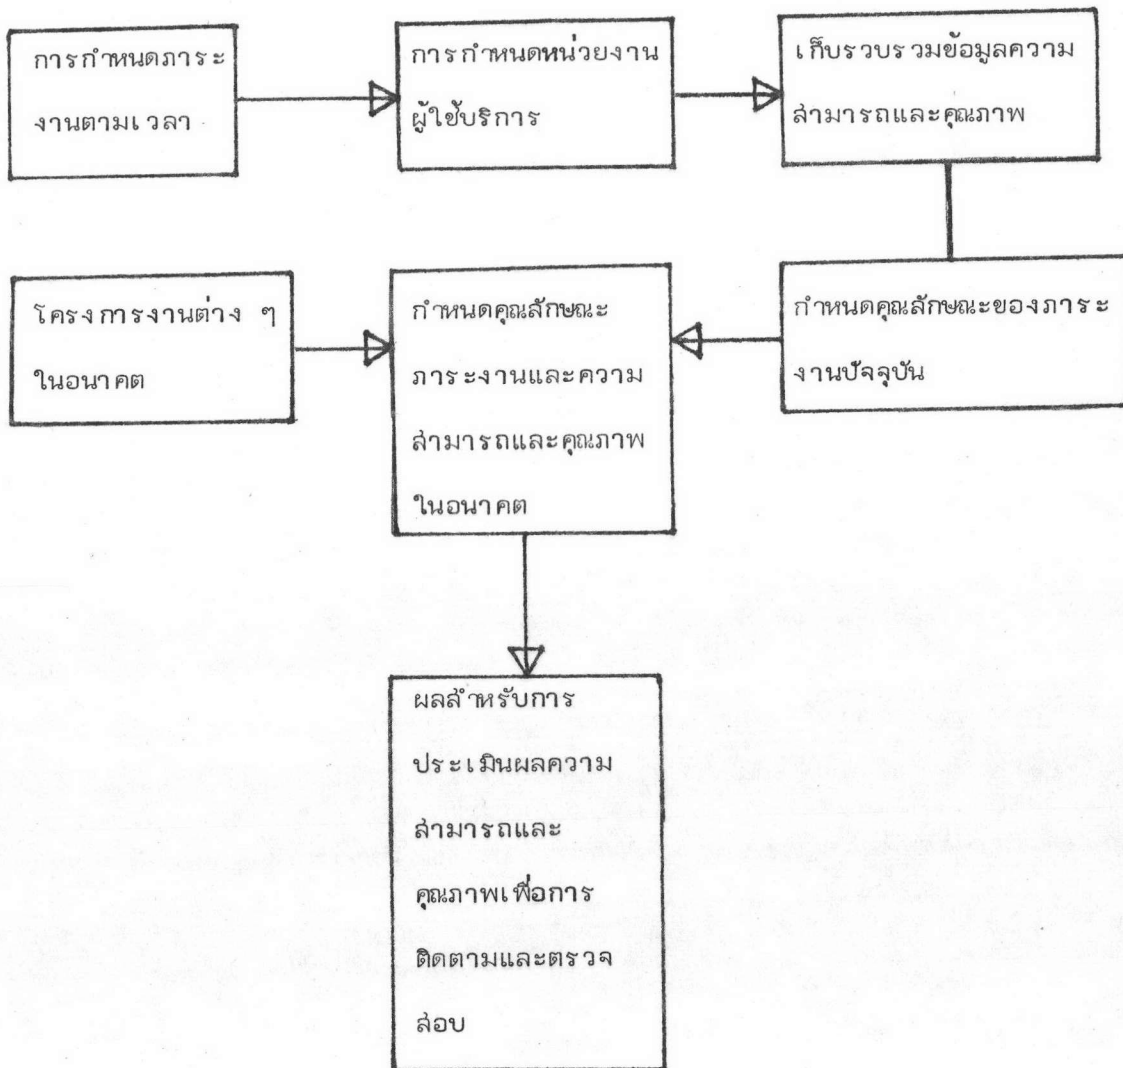 การกำหนดภาระ
งานตามเวลา
การกำหนดหน่วยงาน
ผู้ใช้บริการ
เก็บรวบรวมข้อมูลความ
สามารถและคุณภาพ
โครงการงานต่าง ๆ
ในอนาคต
กำหนดคุณลักษณะ
ภาระงานและความ
สามารถและคุณภาพ
ในอนาคต
กำหนดคุณลักษณะของภาระ
งานปัจจุบัน
ผลสำหรับการ
ประเมินผลความ
สามารถและ
คุณภาพเพื่อการ
ติดตามและตรวจ
สอบ